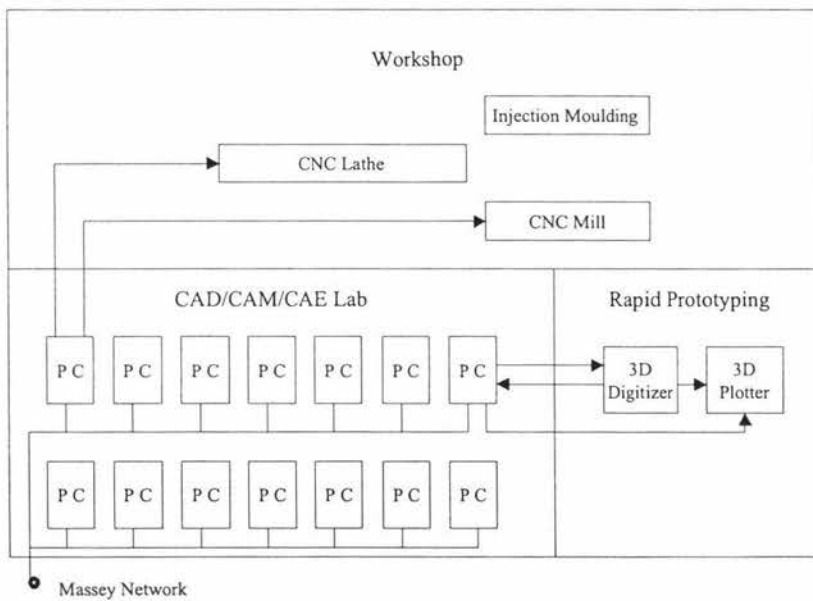 Workshop
Injection Moulding
CNC Lathe
CNC Mill
CAD/CAM/CAE Lab
Rapid Prototyping
P C
P C
P C
P C
P C
P C
P C
3D
Digitizer
3D
Plotter
P C
P C
P C
P C
P C
P C
P C
Massey Network